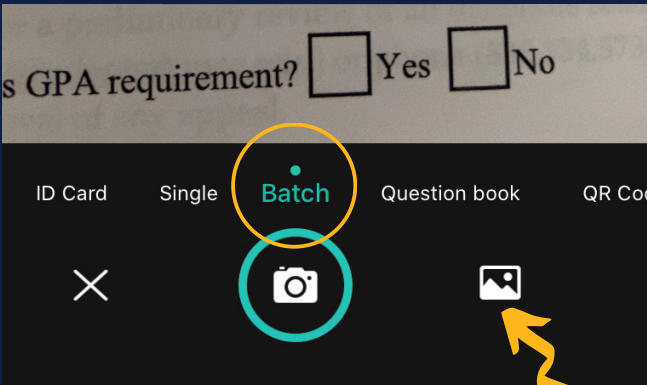 s GPA requirement? Yes No
ID Card Single Batch Question book QR Co